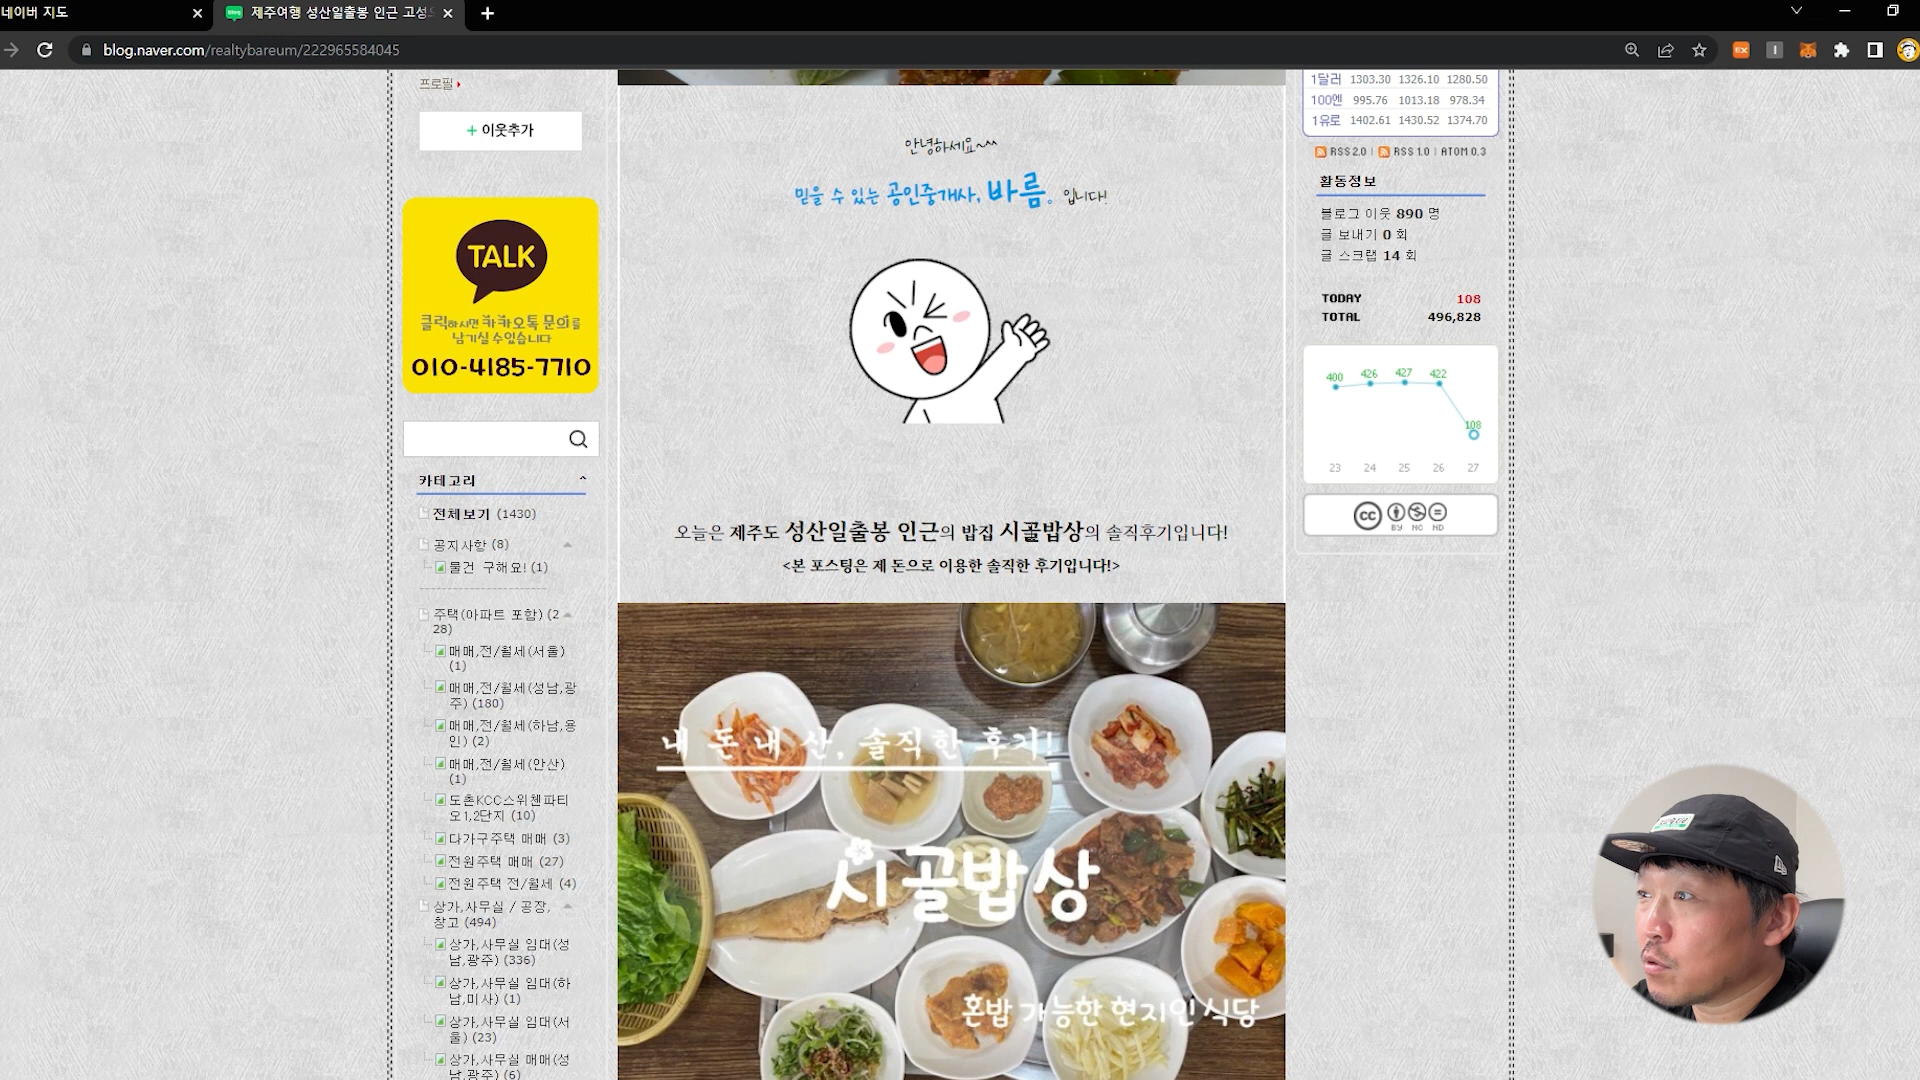 네이버 지도
제주여행 성산일출봉 인근 고성
blog.naver.com/realtybareum/222965584045
프로필
+ 이웃추가
TALK
클릭하시면 카카오톡 문의를
남기실 수있습니다
010-4185-7710
카테고리
전체보기 (1430)
공지사항 (8)
물건 구해요! (1)
주택(아파트 포함) (2
28)
매매,전/월세(서울)
(1)
매매,전/월세(성남,광
주) (180)
매매,전/월세(하남,용
인) (2)
매매,전/월세(안산)
(1)
도촌KCC스위첸파티
오1,2단지 (10)
다가구주택 매매 (3)
전원주택 매매 (27)
전원주택 전/월세 (4)
상가,사무실 / 공장,
창고 (494)
상가,사무실 임대(성
남,광주) (336)
상가,사무실 임대(하
남,미사) (1)
상가,사무실 임대(서
울) (23)
상가,사무실 매매(성
남,광주) (6)
안녕하세요~^^
믿을 수 있는 공인중개사, 바름。 입니다!
오늘은 제주도 성산일출봉 인근의 밥집 시골밥상의 솔직후기입니다!
<본 포스팅은 제 돈으로 이용한 솔직한 후기입니다!>
내 돈 내 산, 솔직한 후기!
시골밥상
혼밥 가능한 현지인 식당
1달러 1303.30 1326.10 1280.50
100엔 995.76 1013.18 978.34
1유로 1402.61 1430.52 1374.70
RSS 2.0 | RSS 1.0 | ATOM 0.3
활동정보
블로그 이웃 890 명
글 보내기 0 회
글 스크랩 14 회
TODAY 108
TOTAL 496,828
400 426 427 422
108
23 24 25 26 27
cc BY NC ND